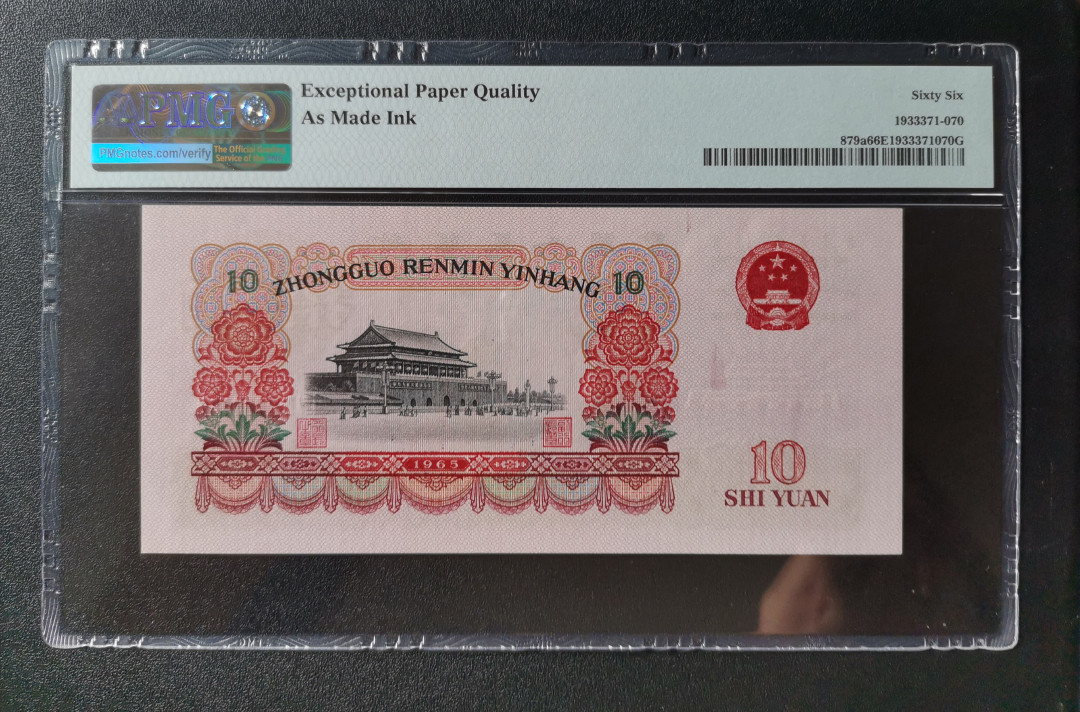 PMG
PMGnotes.com/verify
The Official Grading
Service of the
Exceptional Paper Quality
As Made Ink
Sixty Six
1933371-070
879a66E1933371070G
10 ZHONGGUO RENMIN YINHANG 10
1965
10
SHI YUAN